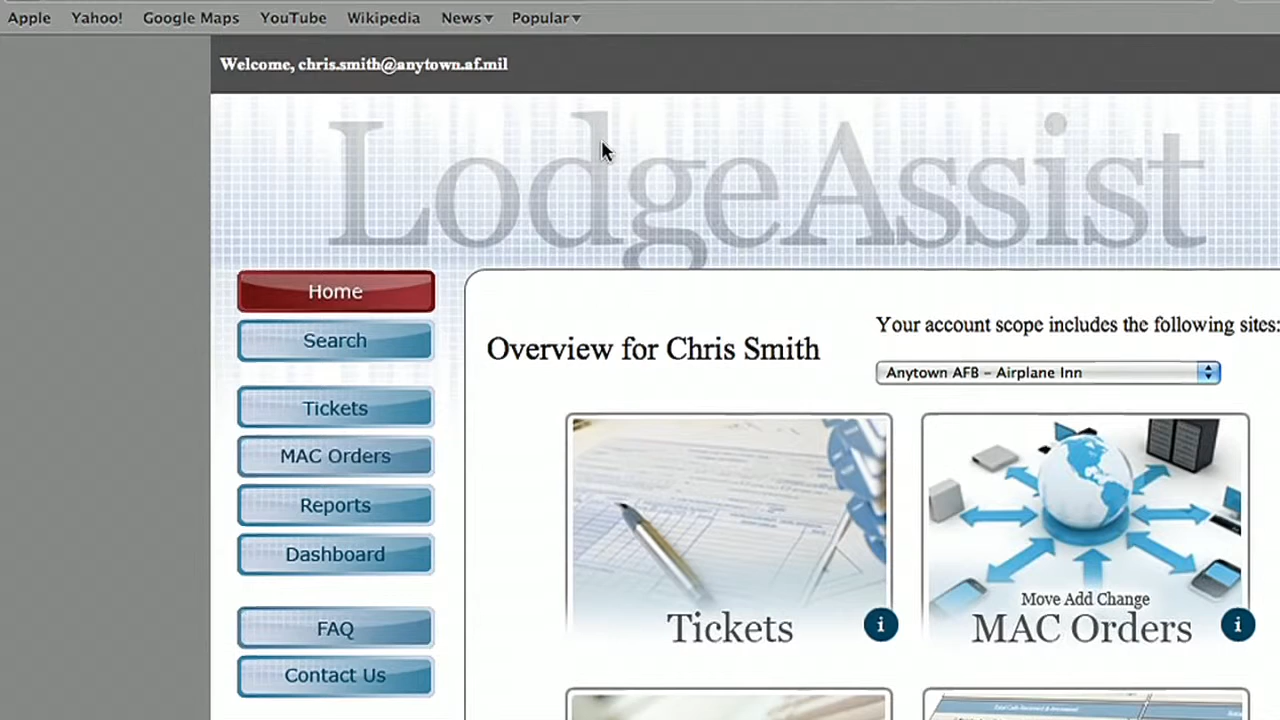 Apple Yahoo! Google Maps YouTube Wikipedia News▾ Popular▾
Welcome, chris.smith@anytown.af.mil
LodgeAssist
Home
Search
Tickets
MAC Orders
Reports
Dashboard
FAQ
Contact Us
Overview for Chris Smith
Your account scope includes the following sites:
Anytown AFB – Airplane Inn
Tickets
i
Move Add Change
MAC Orders
i